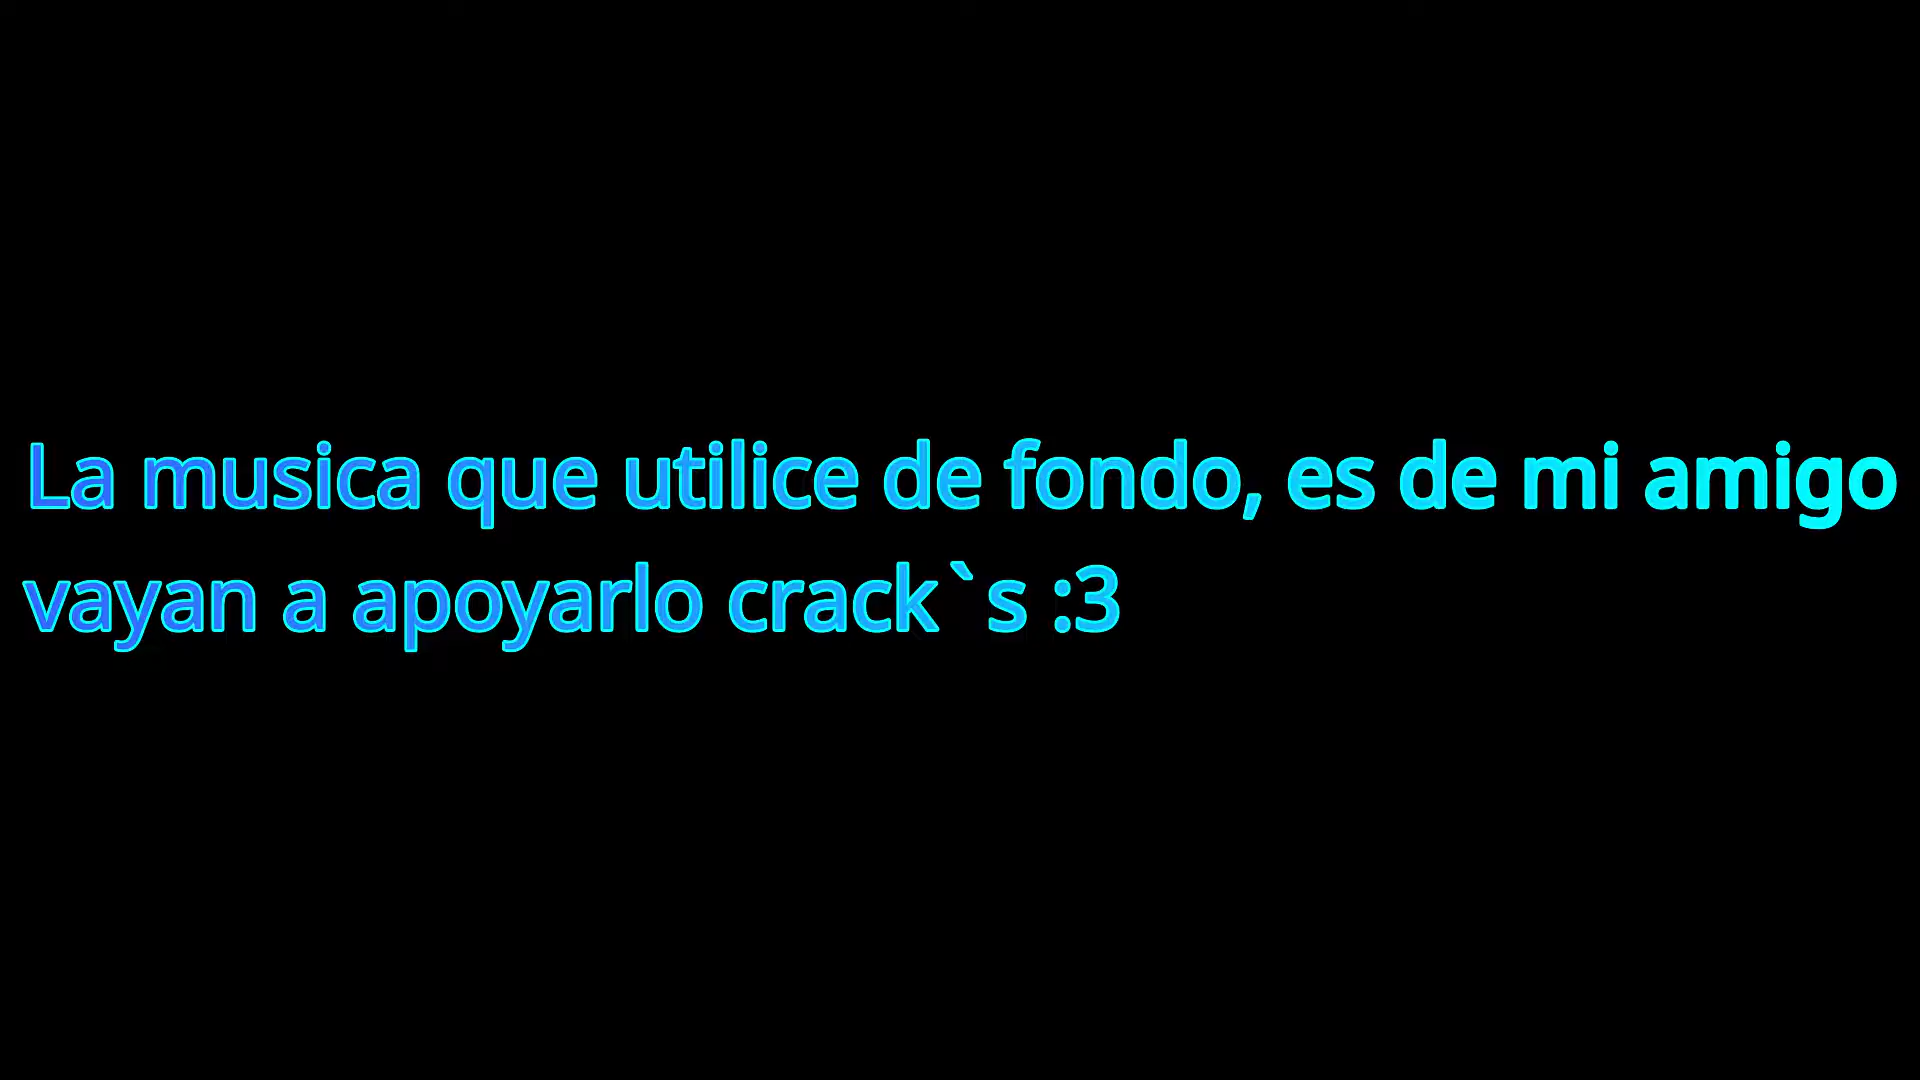 La musica que utilice de fondo, es de mi amigo
vayan a apoyarlo crack`s :3